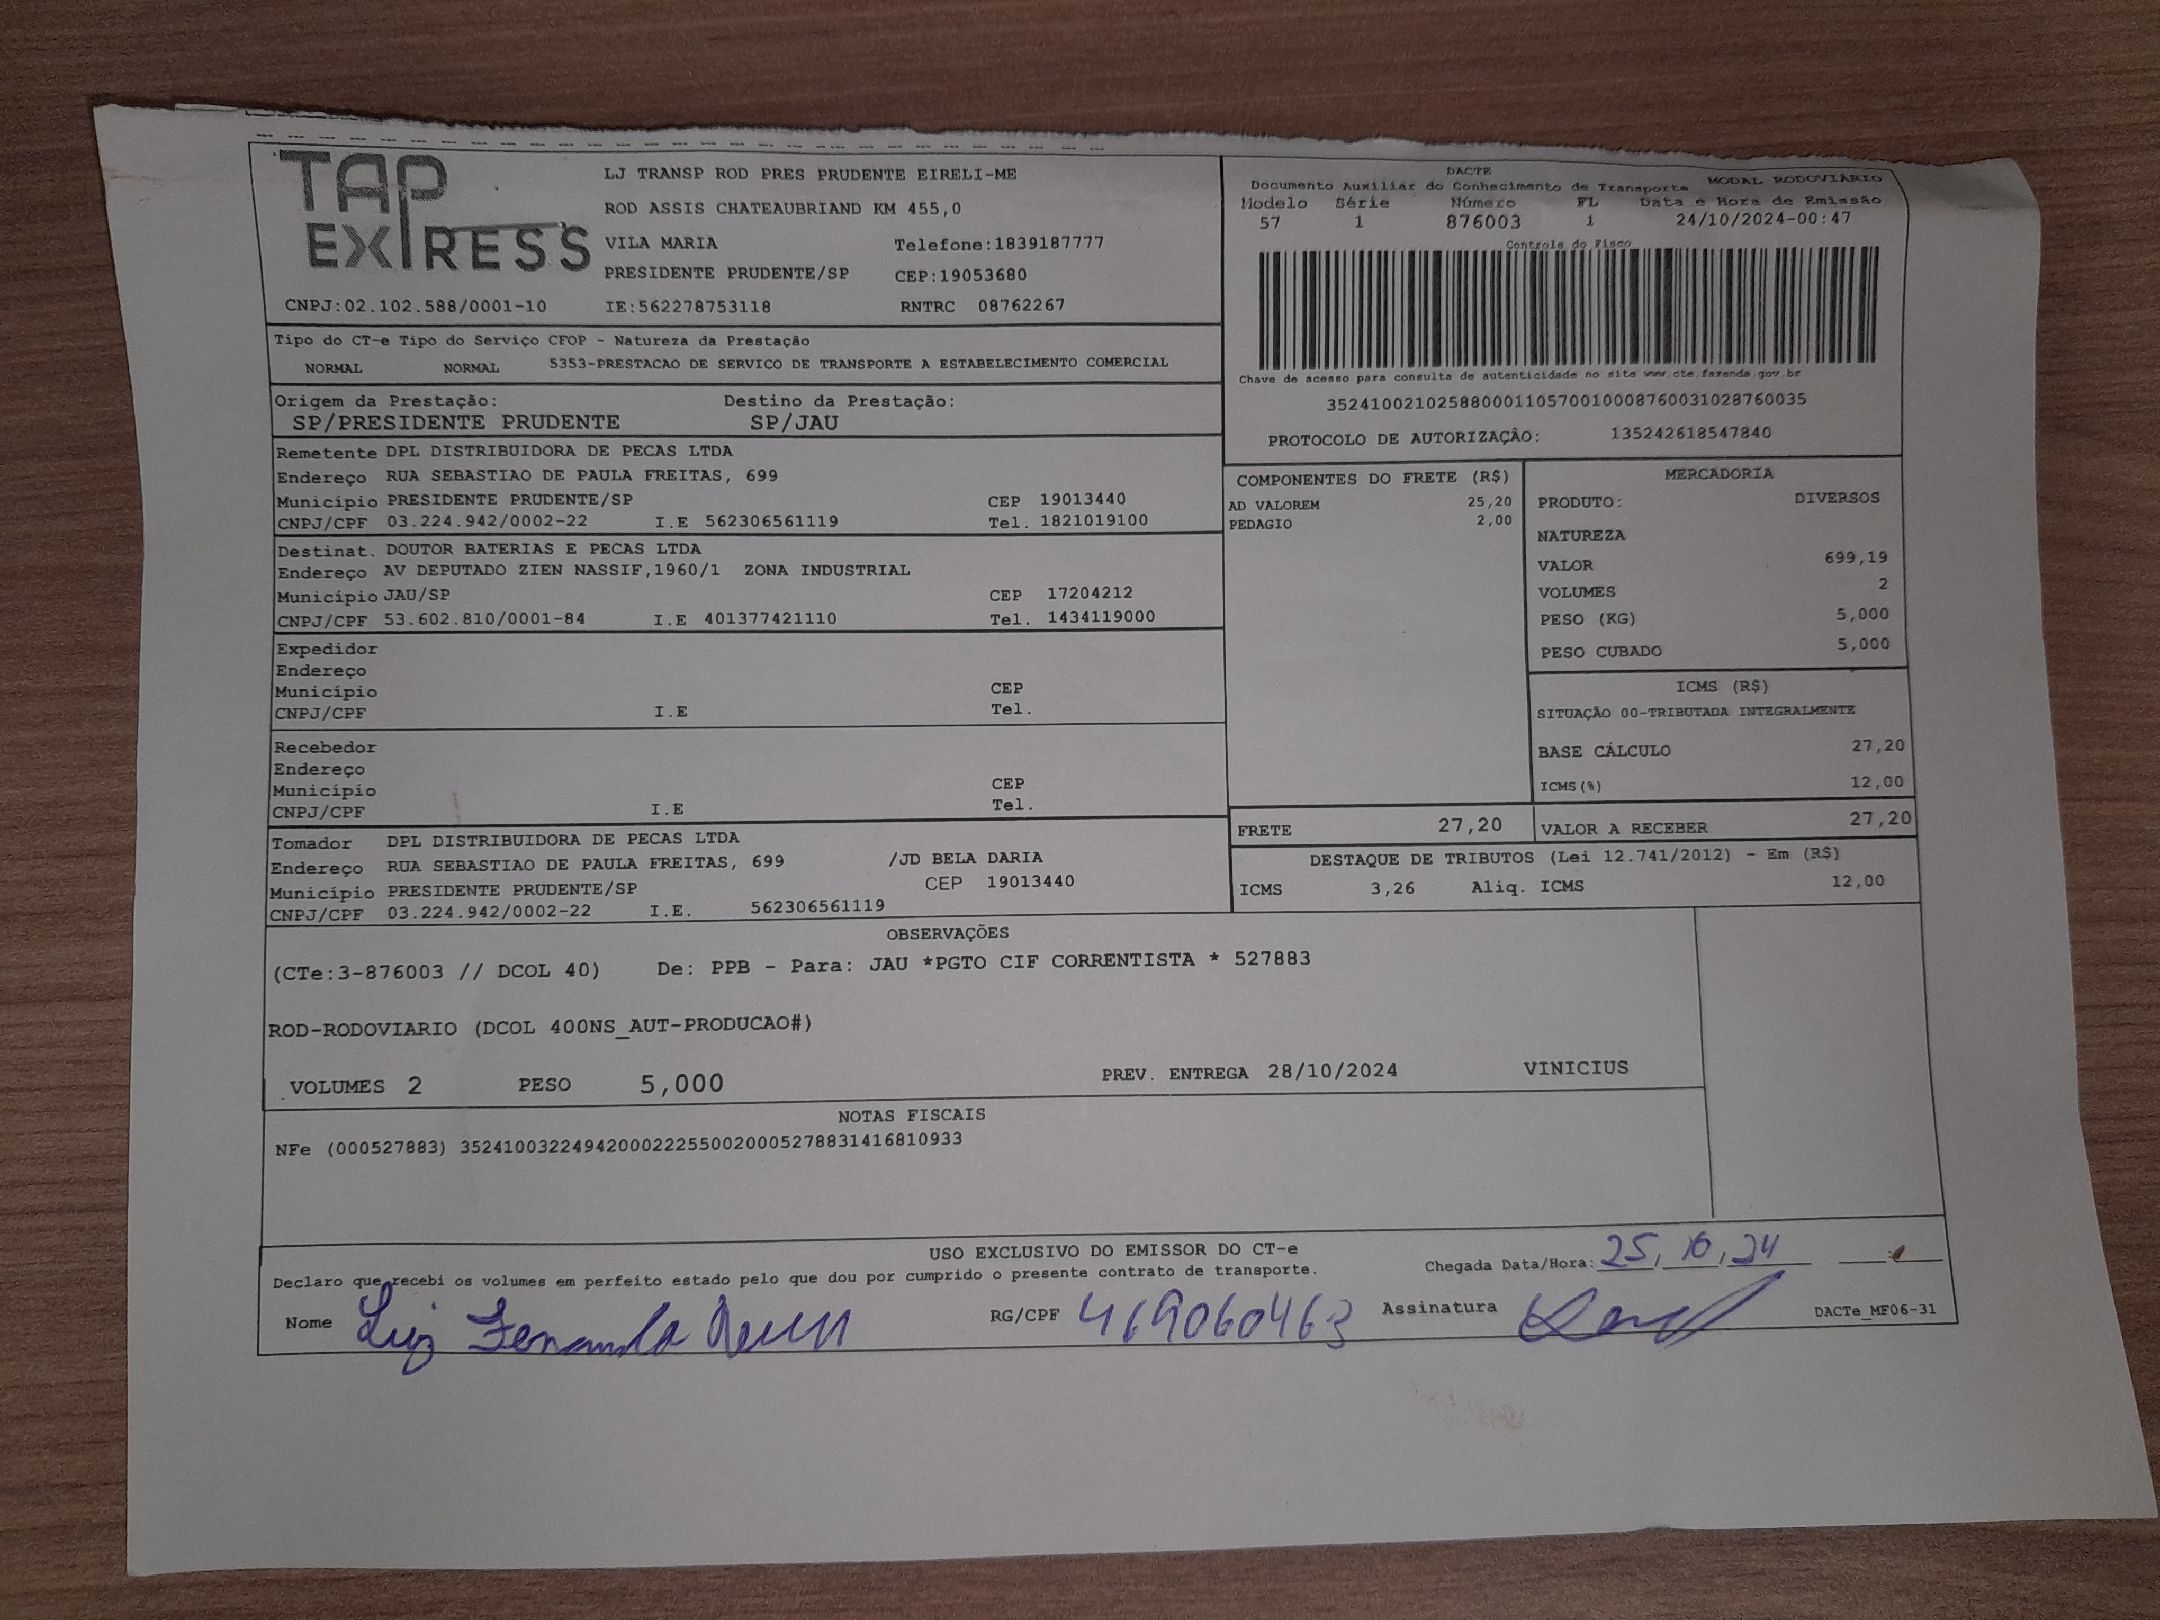 TAP
EXPRESS
LJ TRANSP ROD PRES PRUDENTE EIRELI-ME
ROD ASSIS CHATEAUBRIAND KM 455,0
VILA MARIA Telefone:1839187777
PRESIDENTE PRUDENTE/SP CEP:19053680
CNPJ:02.102.588/0001-10 IE:562278753118 RNTRC 08762267
DACTE
Documento Auxiliar do Conhecimento de Transporte MODAL RODOVIÁRIO
Modelo Série Número FL Data e Hora de Emissão
57 1 876003 1 24/10/2024-00:47
Controle do Fisco
Chave de acesso para consulta de autenticidade no site www.cte.fazenda.gov.br
35241002102588000110570010008760031028760035
PROTOCOLO DE AUTORIZAÇÂO: 135242618547840
Tipo do CT-e Tipo do Serviço CFOP - Natureza da Prestação
NORMAL NORMAL 5353-PRESTACAO DE SERVICO DE TRANSPORTE A ESTABELECIMENTO COMERCIAL
Origem da Prestação: Destino da Prestação:
SP/PRESIDENTE PRUDENTE SP/JAU
Remetente DPL DISTRIBUIDORA DE PECAS LTDA
Endereço RUA SEBASTIAO DE PAULA FREITAS, 699
Município PRESIDENTE PRUDENTE/SP CEP 19013440
CNPJ/CPF 03.224.942/0002-22 I.E 562306561119 Tel. 1821019100
Destinat. DOUTOR BATERIAS E PECAS LTDA
Endereço AV DEPUTADO ZIEN NASSIF,1960/1 ZONA INDUSTRIAL
Município JAU/SP CEP 17204212
CNPJ/CPF 53.602.810/0001-84 I.E 401377421110 Tel. 1434119000
Expedidor
Endereço
Município CEP
CNPJ/CPF I.E Tel.
Recebedor
Endereço
Município CEP
CNPJ/CPF I.E Tel.
Tomador DPL DISTRIBUIDORA DE PECAS LTDA
Endereço RUA SEBASTIAO DE PAULA FREITAS, 699 /JD BELA DARIA
Município PRESIDENTE PRUDENTE/SP CEP 19013440
CNPJ/CPF 03.224.942/0002-22 I.E. 562306561119
COMPONENTES DO FRETE (R$)
AD VALOREM 25,20
PEDAGIO 2,00
MERCADORIA
PRODUTO: DIVERSOS
NATUREZA
VALOR 699,19
VOLUMES 2
PESO (KG) 5,000
PESO CUBADO 5,000
ICMS (R$)
SITUAÇÃO 00-TRIBUTADA INTEGRALMENTE
BASE CÁLCULO 27,20
ICMS(%) 12,00
FRETE 27,20 VALOR A RECEBER 27,20
DESTAQUE DE TRIBUTOS (Lei 12.741/2012) - Em (R$)
ICMS 3,26 Aliq. ICMS 12,00
OBSERVAÇÕES
(CTe:3-876003 // DCOL 40) De: PPB - Para: JAU *PGTO CIF CORRENTISTA * 527883
ROD-RODOVIARIO (DCOL 400NS_AUT-PRODUCAO#)
VOLUMES 2 PESO 5,000 PREV. ENTREGA 28/10/2024 VINICIUS
NOTAS FISCAIS
NFe (000527883) 35241003224942000222550020005278831416810933
USO EXCLUSIVO DO EMISSOR DO CT-e
Declaro que recebi os volumes em perfeito estado pelo que dou por cumprido o presente contrato de transporte. Chegada Data/Hora: 25,10,24
Nome Luiz Fernando RG/CPF 469060463 Assinatura DACTe_MF06-31